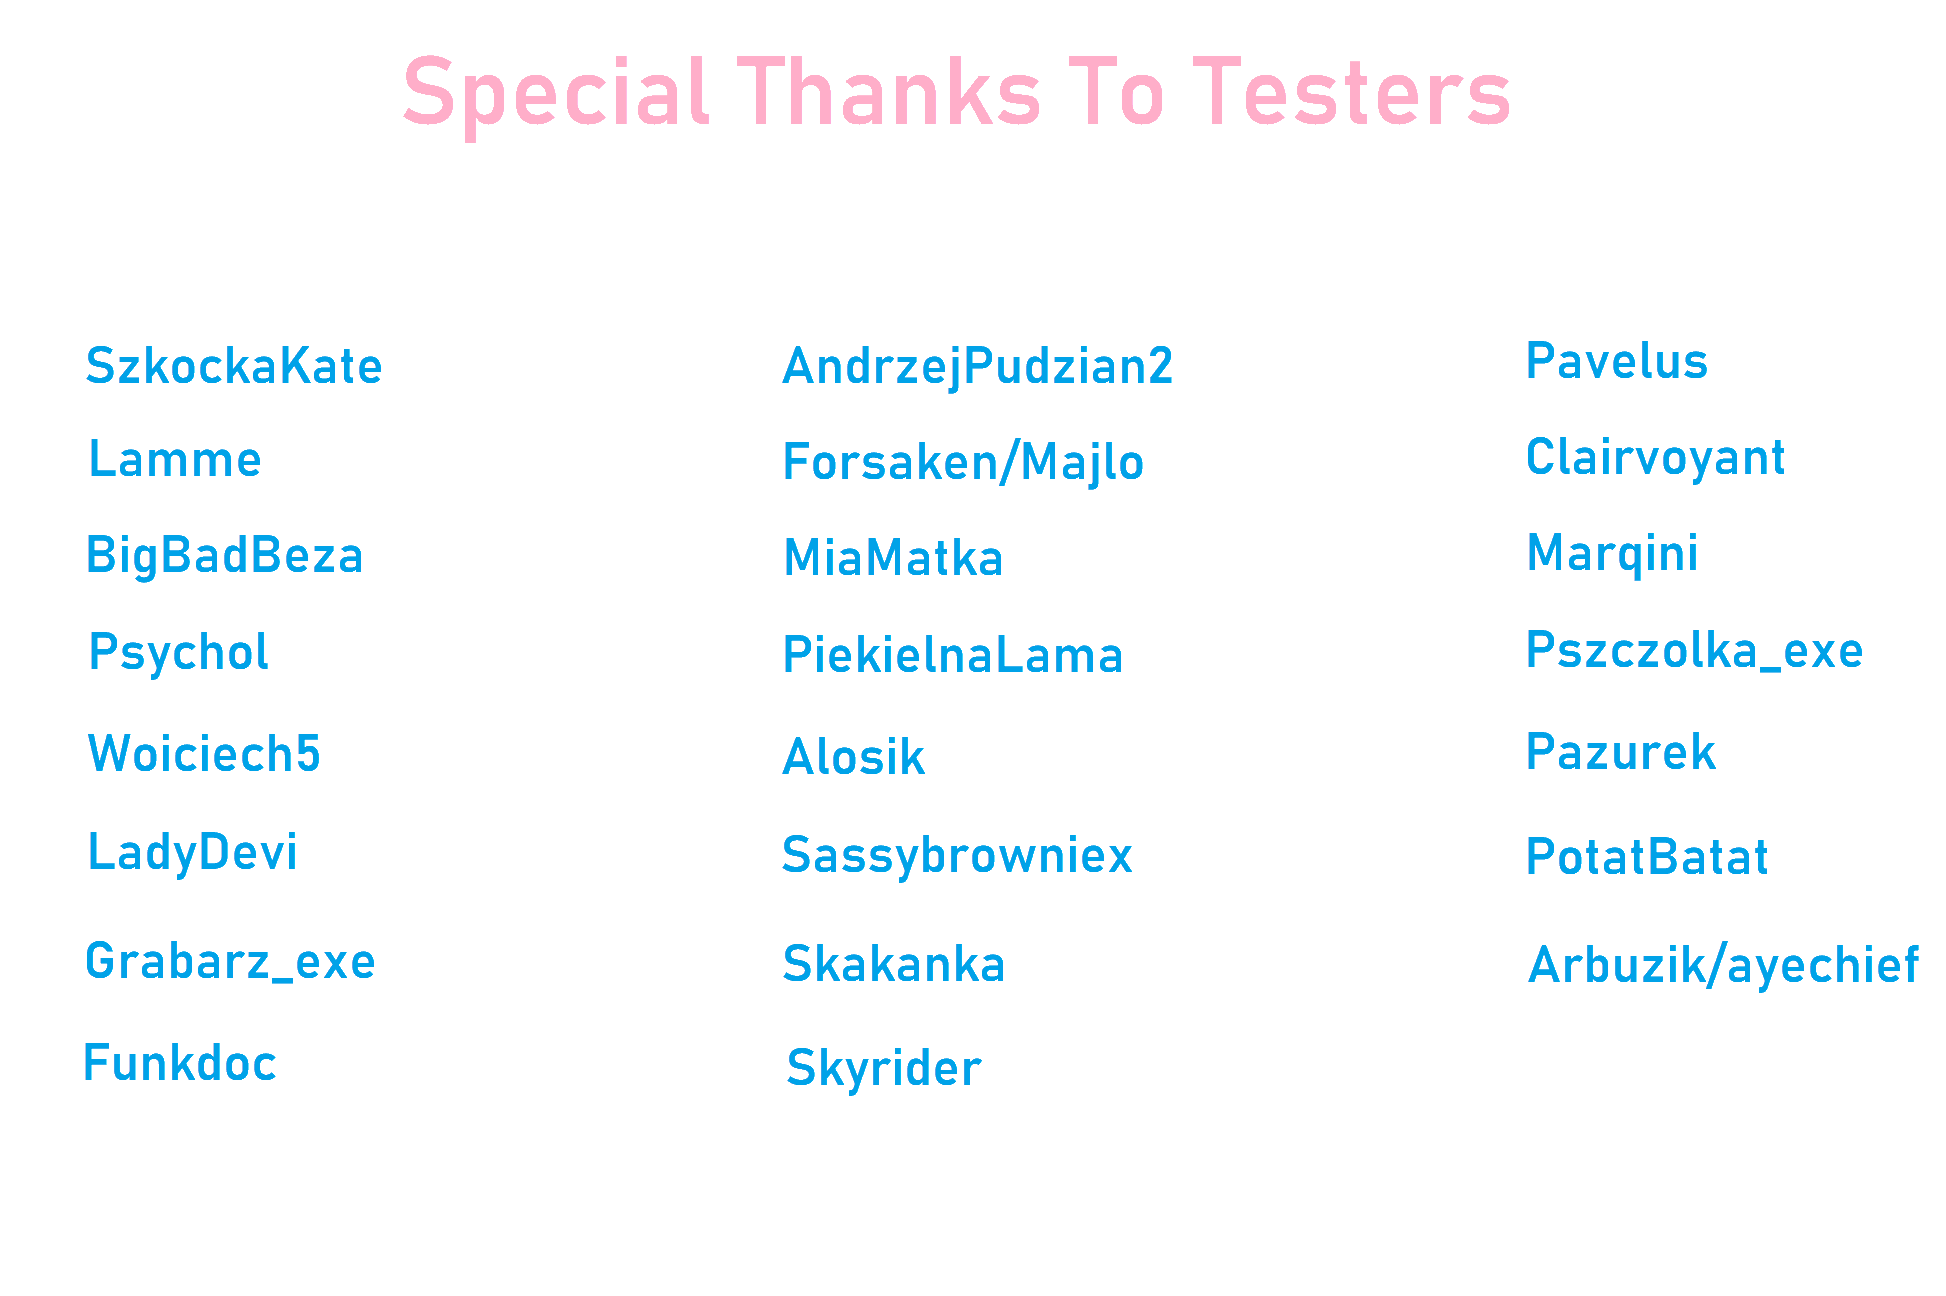 Special Thanks To Testers
SzkockaKate
Lamme
BigBadBeza
Psychol
Woiciech5
LadyDevi
Grabarz_exe
Funkdoc
AndrzejPudzian2
Forsaken/Majlo
MiaMatka
PiekielnaLama
Alosik
Sassybrowniex
Skakanka
Skyrider
Pavelus
Clairvoyant
Marqini
Pszczolka_exe
Pazurek
PotatBatat
Arbuzik/ayechief